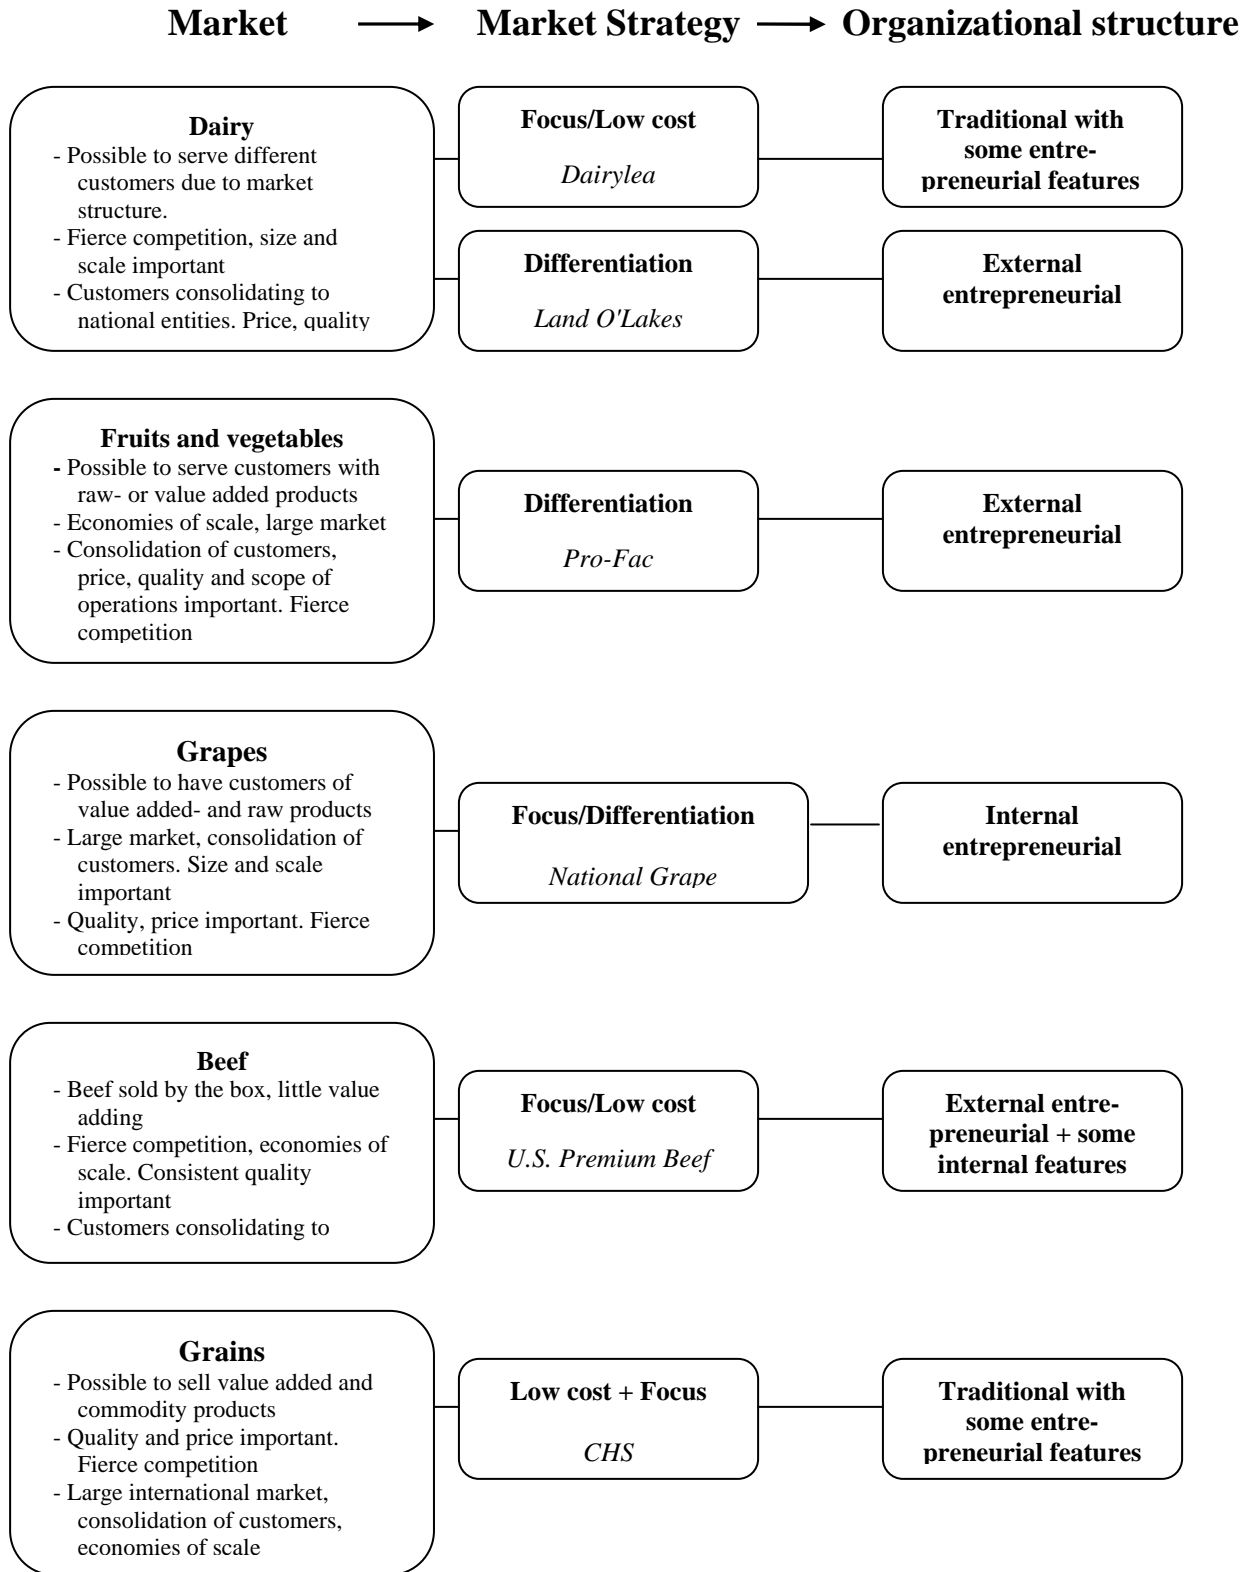 Market
Market Strategy
Organizational structure
Dairy
- Possible to serve different
customers due to market
structure.
- Fierce competition, size and
scale important
- Customers consolidating to
national entities. Price, quality
Focus/Low cost
Dairylea
Traditional with
some entre-
preneurial features
Differentiation
Land O'Lakes
External
entrepreneurial
Fruits and vegetables
- Possible to serve customers with
raw- or value added products
- Economies of scale, large market
- Consolidation of customers,
price, quality and scope of
operations important. Fierce
competition
Differentiation
Pro-Fac
External
entrepreneurial
Grapes
- Possible to have customers of
value added- and raw products
- Large market, consolidation of
customers. Size and scale
important
- Quality, price important. Fierce
competition
Focus/Differentiation
National Grape
Internal
entrepreneurial
Beef
- Beef sold by the box, little value
adding
- Fierce competition, economies of
scale. Consistent quality
important
- Customers consolidating to
Focus/Low cost
U.S. Premium Beef
External entre-
preneurial + some
internal features
Grains
- Possible to sell value added and
commodity products
- Quality and price important.
Fierce competition
- Large international market,
consolidation of customers,
economies of scale
Low cost + Focus
CHS
Traditional with
some entre-
preneurial features